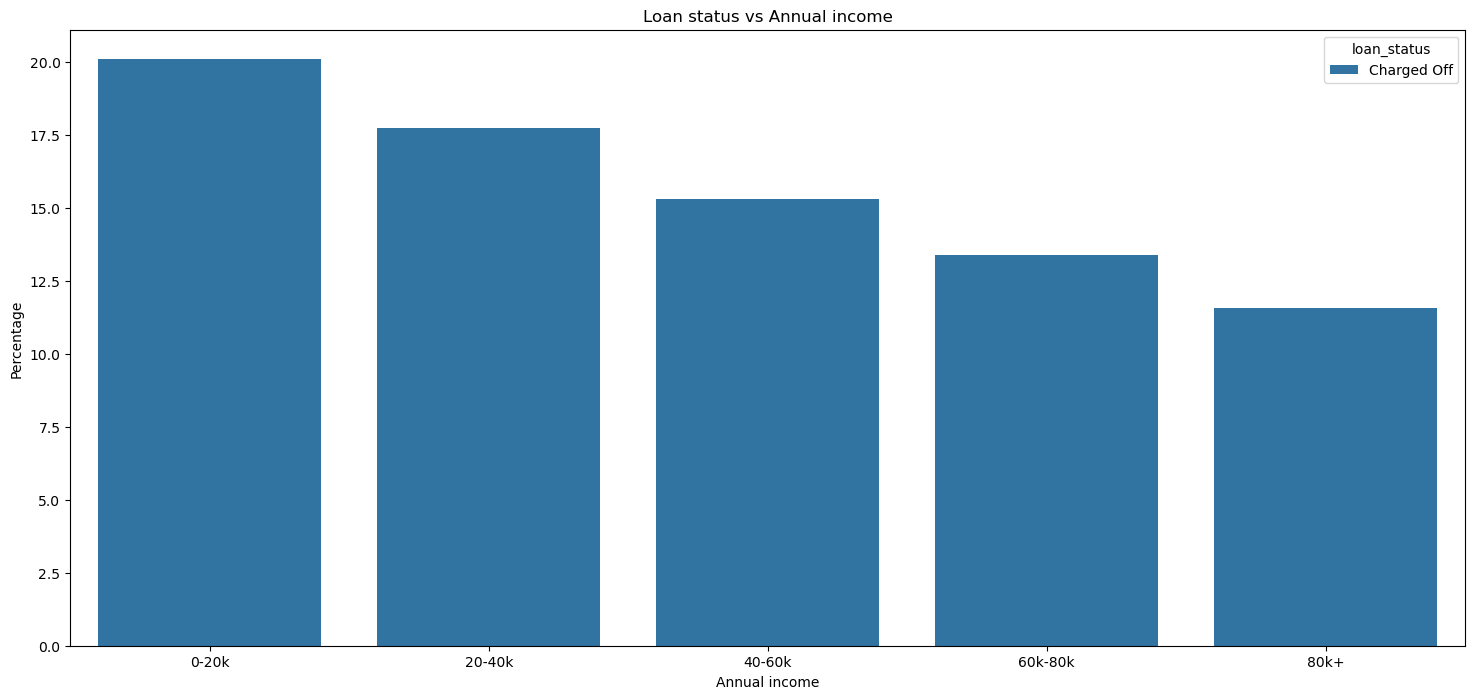 Loan status vs Annual income
loan_status
Charged Off
Percentage
20.0
17.5
15.0
12.5
10.0
7.5
5.0
2.5
0.0
0-20k
20-40k
40-60k
60k-80k
80k+
Annual income